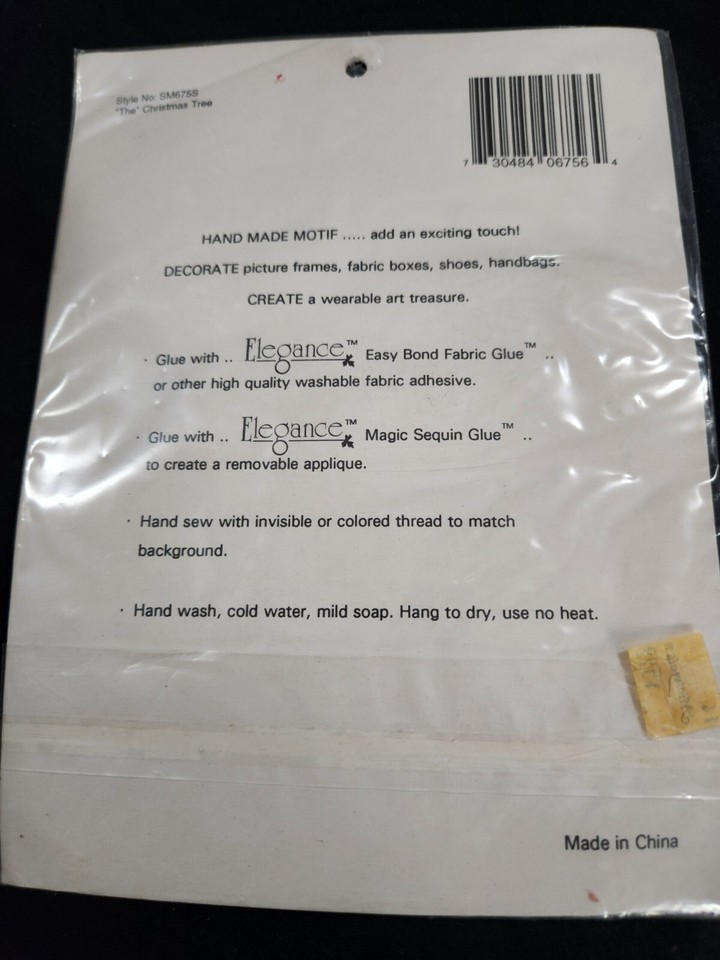 Style No: SM675S
"The" Christmas Tree
7 30484 06756 4
HAND MADE MOTIF ..... add an exciting touch!
DECORATE picture frames, fabric boxes, shoes, handbags.
CREATE a wearable art treasure.
· Glue with .. Elegance™ Easy Bond Fabric Glue™ ..
or other high quality washable fabric adhesive.
· Glue with .. Elegance™ Magic Sequin Glue™ ..
to create a removable applique.
· Hand sew with invisible or colored thread to match
background.
· Hand wash, cold water, mild soap. Hang to dry, use no heat.
Made in China